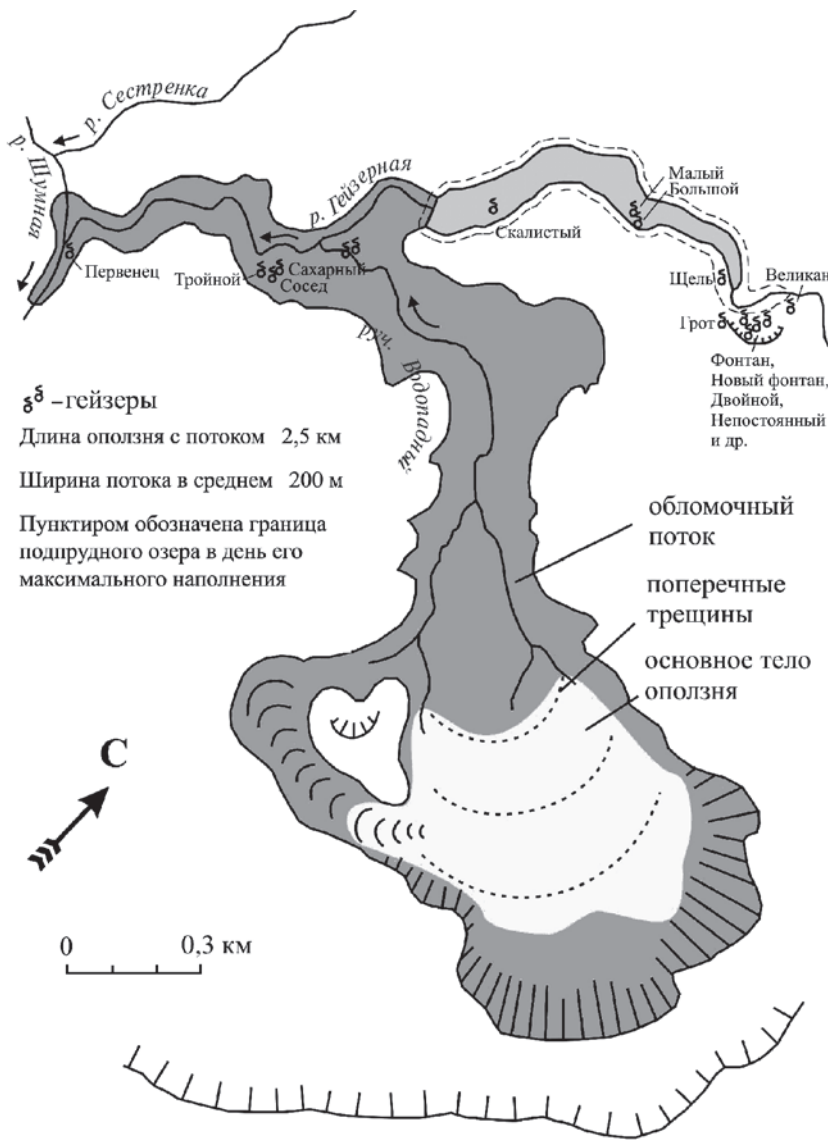 р. Сестренка
р. Шумная
р. Гейзерная
Малый
Большой
Скалистый
Первенец
Тройной
Сахарный
Сосед
Щель
Великан
Грот
Фонтан,
Новый фонтан,
Двойной,
Непостоянный
и др.
руч. Водопадный
– гейзеры
Длина оползня с потоком 2,5 км
Ширина потока в среднем 200 м
Пунктиром обозначена граница
подпрудного озера в день его
максимального наполнения
обломочный
поток
поперечные
трещины
основное тело
оползня
С
0 0,3 км